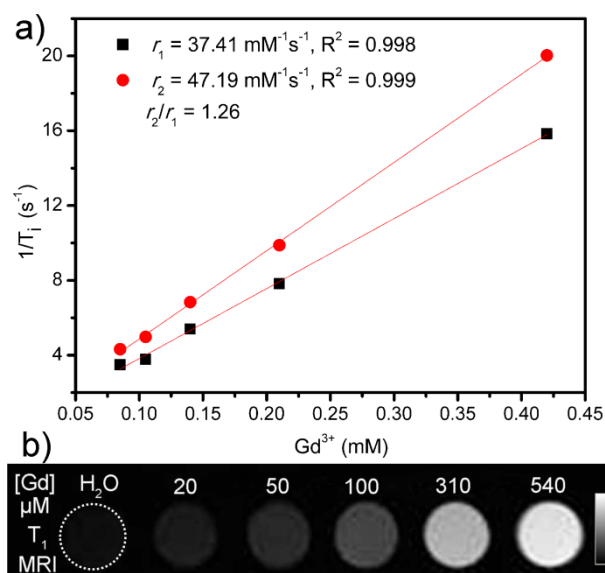 a)
r₁ = 37.41 mM⁻¹s⁻¹, R² = 0.998
r₂ = 47.19 mM⁻¹s⁻¹, R² = 0.999
r₂/r₁ = 1.26
20
16
12
8
4
1/Tᵢ (s⁻¹)
0.05 0.10 0.15 0.20 0.25 0.30 0.35 0.40 0.45
Gd³⁺ (mM)
b)
[Gd] H₂O 20 50 100 310 540
μM
T₁
MRI